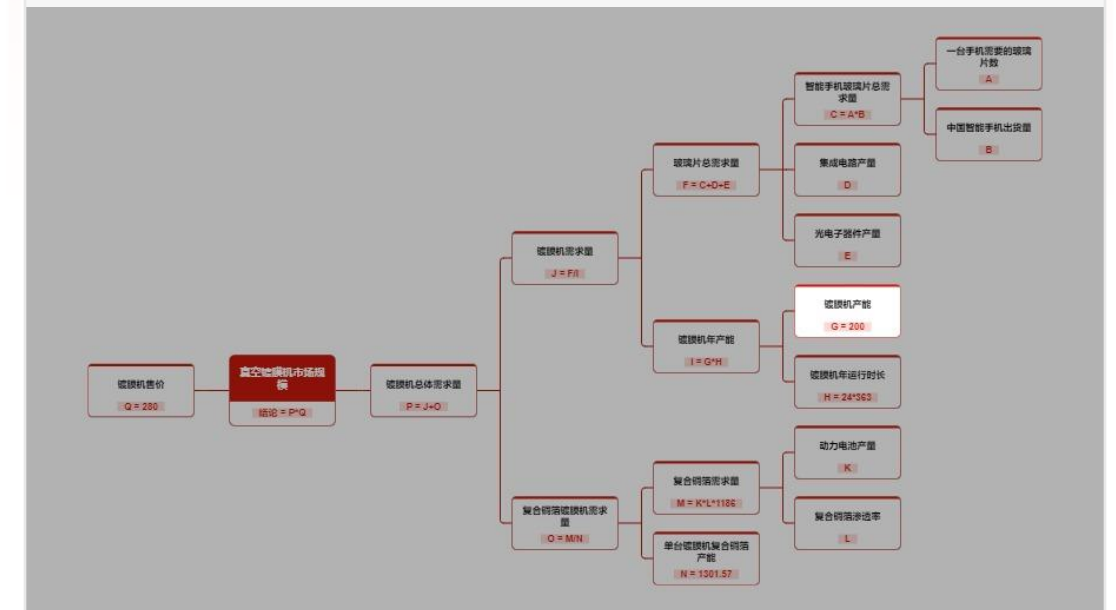 一台手机需要的玻璃
片数
A
智能手机玻璃片总需
求量
C = A*B
中国智能手机出货量
B
玻璃片总需求量
F = C+D+E
集成电路产量
D
光电子器件产量
E
镀膜机需求量
J = F/I
镀膜机产能
G = 200
镀膜机年产能
I = G*H
镀膜机年运行时长
H = 24*363
镀膜机售价
Q = 280
真空镀膜机市场规
模
结论 = P*Q
镀膜机总体需求量
P = J+O
动力电池产量
K
复合铜箔需求量
M = K*L*1186
复合铜箔渗透率
L
复合铜箔镀膜机需求
量
O = M/N
单台镀膜机复合铜箔
产能
N = 1301.57